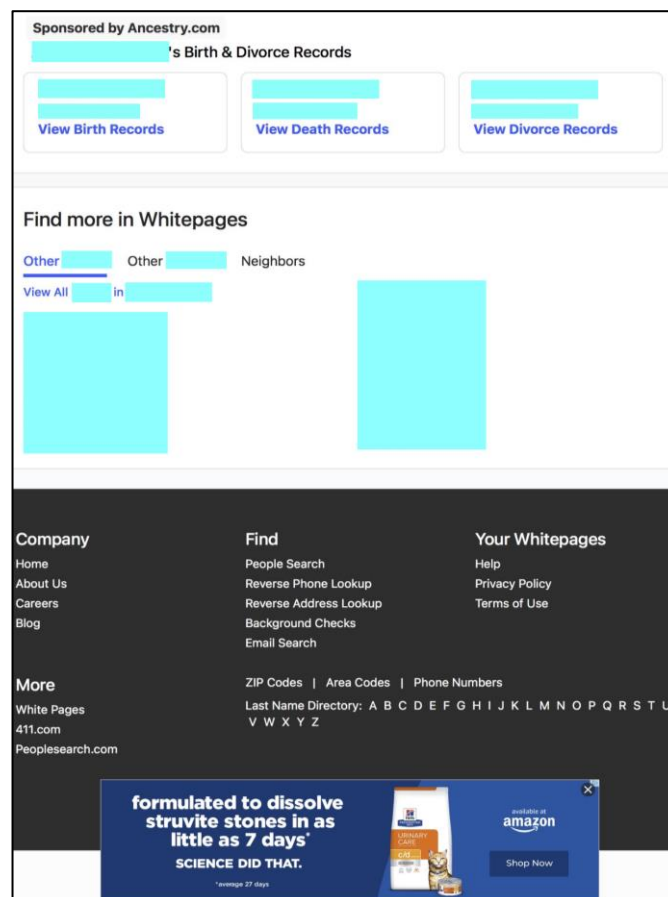 Sponsored by Ancestry.com
's Birth & Divorce Records
View Birth Records
View Death Records
View Divorce Records
Find more in Whitepages
Other Other Neighbors
View All in
Company
Home
About Us
Careers
Blog
Find
People Search
Reverse Phone Lookup
Reverse Address Lookup
Background Checks
Email Search
Your Whitepages
Help
Privacy Policy
Terms of Use
More
White Pages
411.com
Peoplesearch.com
ZIP Codes | Area Codes | Phone Numbers
Last Name Directory: A B C D E F G H I J K L M N O P Q R S T U
V W X Y Z
formulated to dissolve
struvite stones in as
little as 7 days*
SCIENCE DID THAT.
*average 27 days
Hill's
URINARY
CARE
c/d
available at
amazon
Shop Now